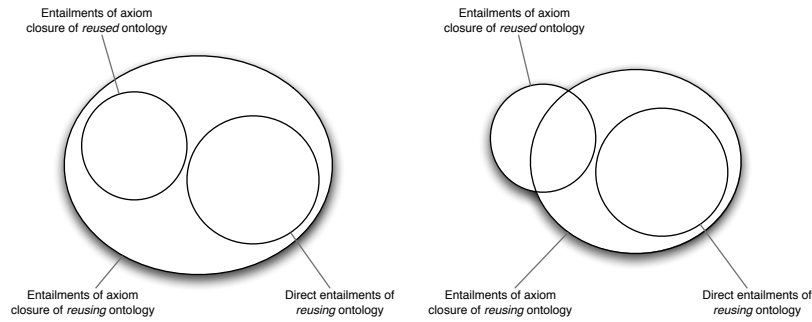 Entailments of axiom
closure of reused ontology
Entailments of axiom
closure of reusing ontology
Direct entailments of
reusing ontology
Entailments of axiom
closure of reused ontology
Entailments of axiom
closure of reusing ontology
Direct entailments of
reusing ontology